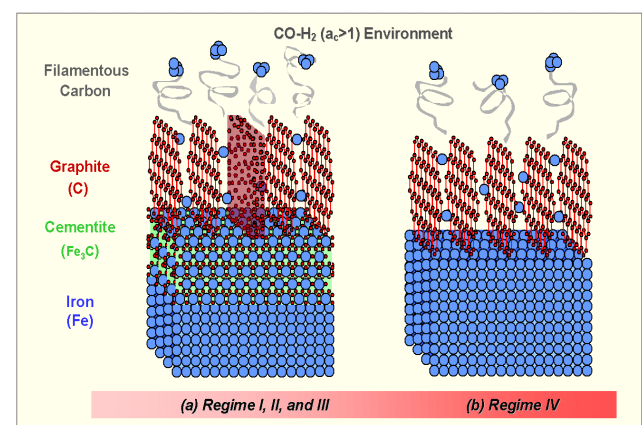 CO-H₂ (a꜀>1) Environment
Filamentous
Carbon
Graphite
(C)
Cementite
(Fe₃C)
Iron
(Fe)
(a) Regime I, II, and III
(b) Regime IV